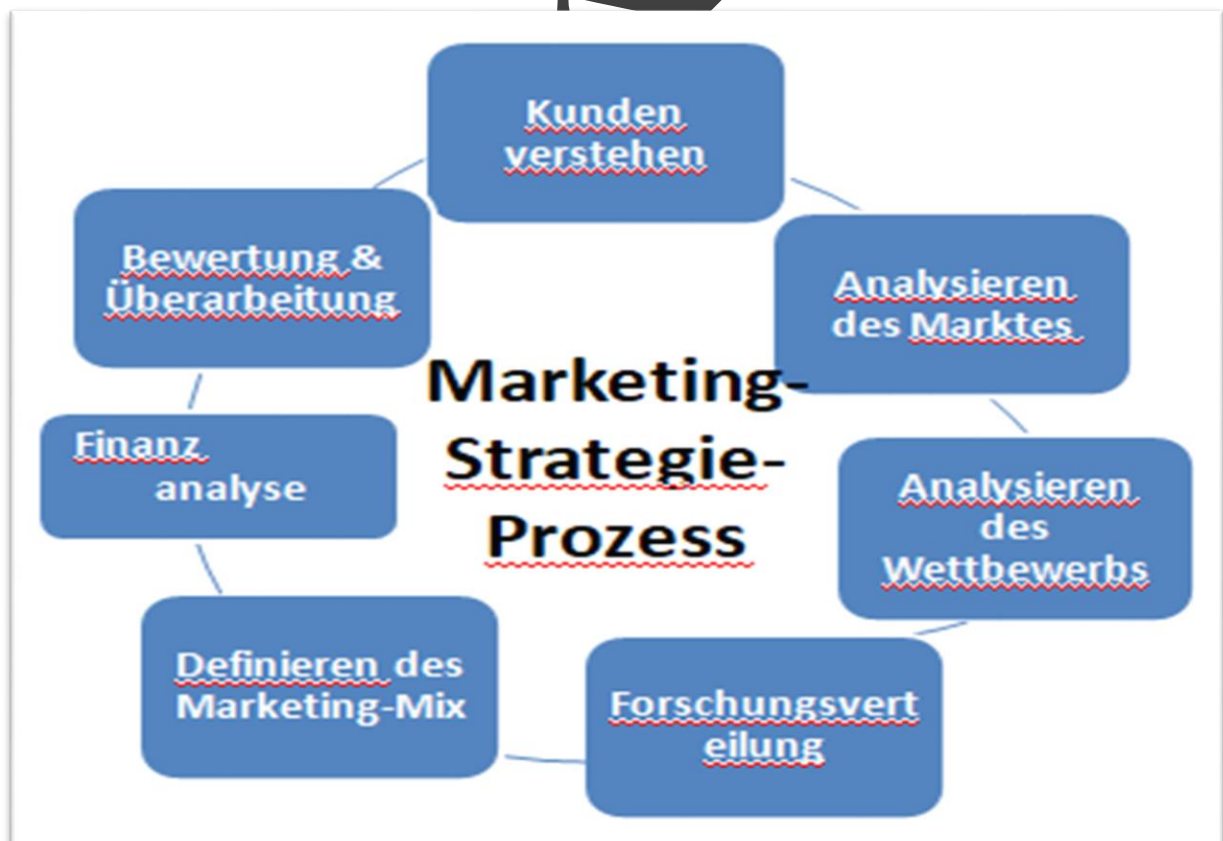 Kunden
verstehen
Analysieren
des Marktes
Analysieren
des
Wettbewerbs
Forschungsvert
eilung
Definieren des
Marketing-Mix
Finanz
analyse
Bewertung &
Überarbeitung
Marketing-
Strategie-
Prozess